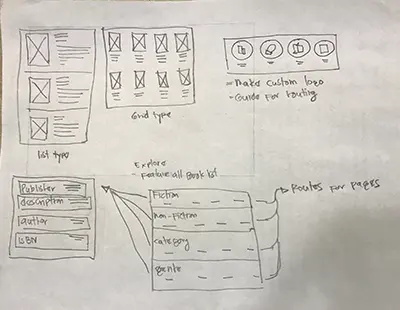 list type
Grid type
- Make custom logo
- Guide for routing
Explore
- Feature all Book list
Publisher
description
author
ISBN
Fiction
non-Fiction
category
Genre
Routes for pages